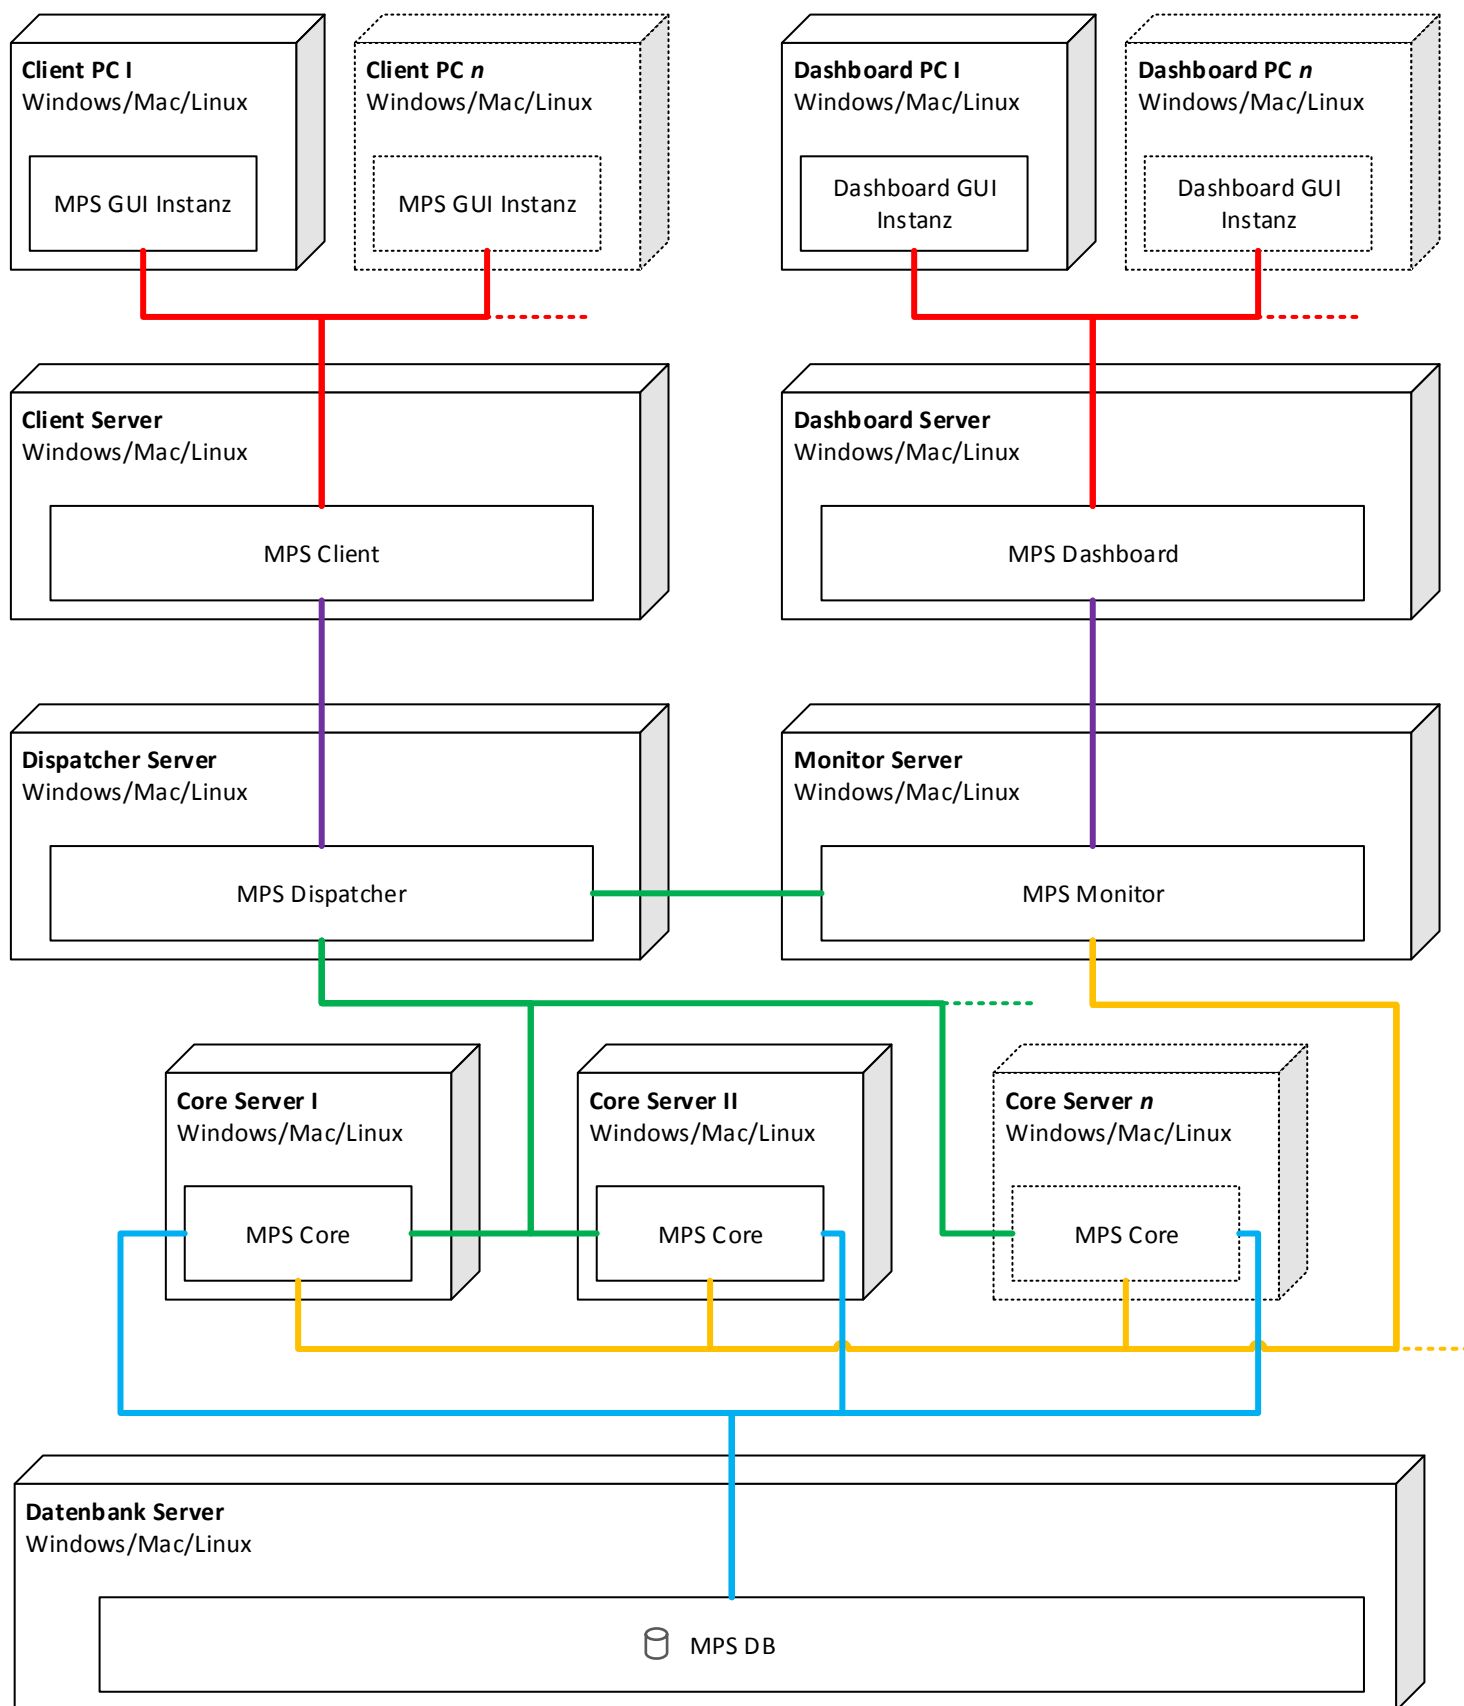 Client PC I
Windows/Mac/Linux
MPS GUI Instanz
Client PC n
Windows/Mac/Linux
MPS GUI Instanz
Dashboard PC I
Windows/Mac/Linux
Dashboard GUI
Instanz
Dashboard PC n
Windows/Mac/Linux
Dashboard GUI
Instanz
Client Server
Windows/Mac/Linux
MPS Client
Dashboard Server
Windows/Mac/Linux
MPS Dashboard
Dispatcher Server
Windows/Mac/Linux
MPS Dispatcher
Monitor Server
Windows/Mac/Linux
MPS Monitor
Core Server I
Windows/Mac/Linux
MPS Core
Core Server II
Windows/Mac/Linux
MPS Core
Core Server n
Windows/Mac/Linux
MPS Core
Datenbank Server
Windows/Mac/Linux
MPS DB